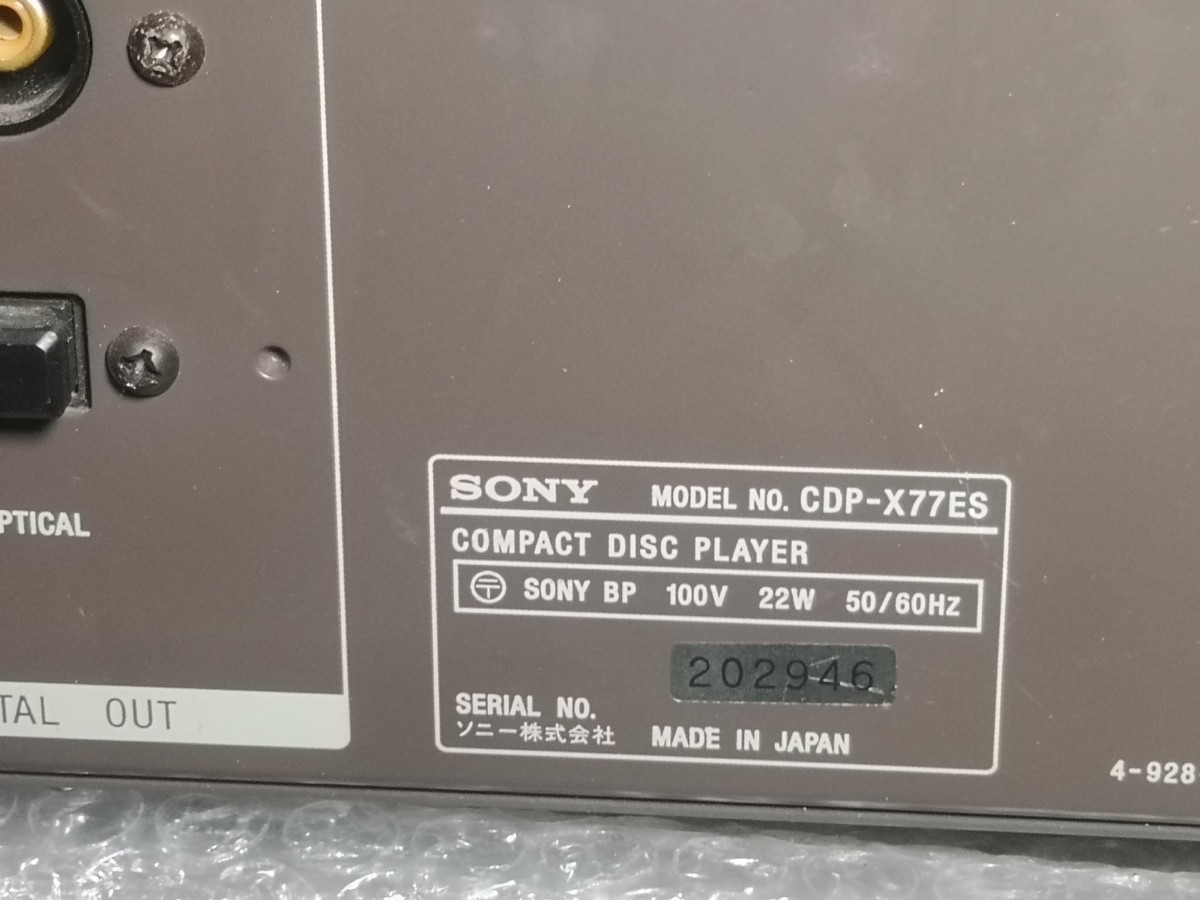 PTICAL
TAL OUT
SONY MODEL NO. CDP-X77ES
COMPACT DISC PLAYER
〒 SONY BP 100V 22W 50/60Hz
202946
SERIAL NO.
ソニー株式会社 MADE IN JAPAN
4-928-